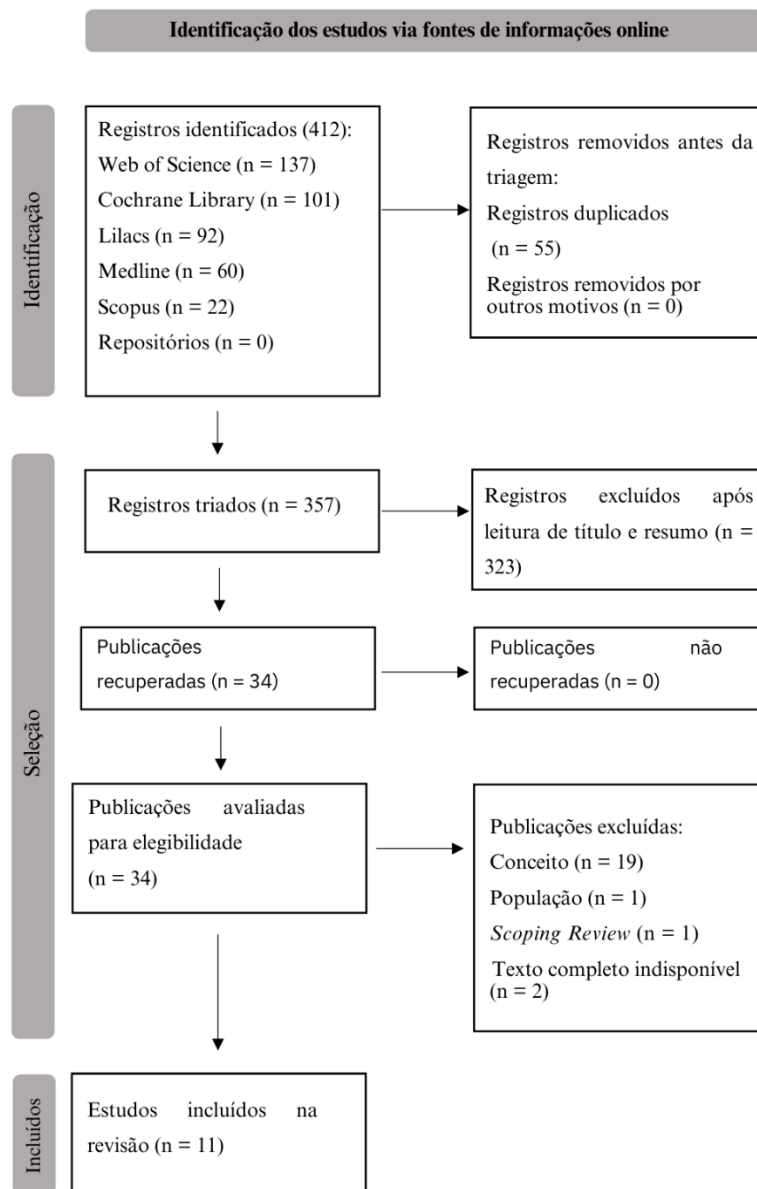 Identificação dos estudos via fontes de informações online
Identificação
Registros identificados (412):
Web of Science (n = 137)
Cochrane Library (n = 101)
Lilacs (n = 92)
Medline (n = 60)
Scopus (n = 22)
Repositórios (n = 0)
Registros removidos antes da
triagem:
Registros duplicados
(n = 55)
Registros removidos por
outros motivos (n = 0)
Seleção
Registros triados (n = 357)
Registros excluídos após
leitura de título e resumo (n =
323)
Publicações
recuperadas (n = 34)
Publicações não
recuperadas (n = 0)
Publicações avaliadas
para elegibilidade
(n = 34)
Publicações excluídas:
Conceito (n = 19)
População (n = 1)
Scoping Review (n = 1)
Texto completo indisponível
(n = 2)
Incluídos
Estudos incluídos na
revisão (n = 11)